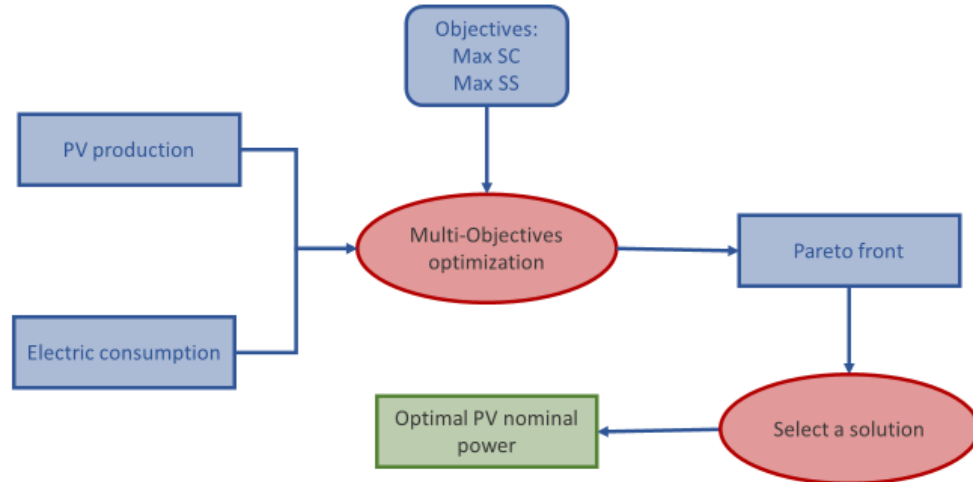 Objectives:
Max SC
Max SS
PV production
Multi-Objectives
optimization
Pareto front
Electric consumption
Optimal PV nominal
power
Select a solution